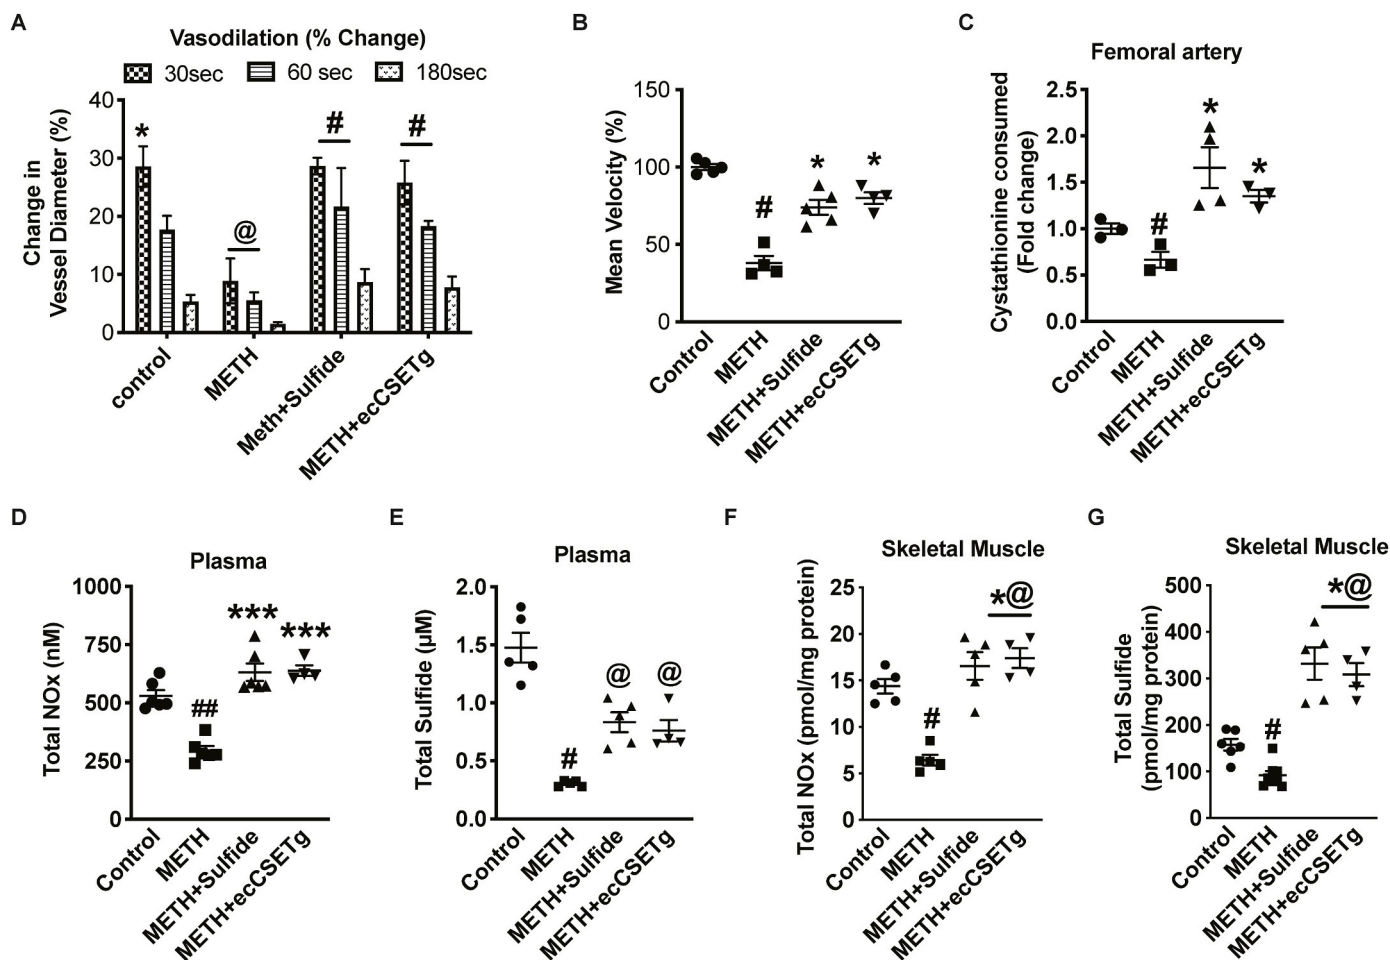 A
Vasodilation (% Change)
30sec 60 sec 180sec
Change in
Vessel Diameter (%)
40
30
20
10
0
*
@
#
#
control
METH
Meth+Sulfide
METH+ecCSETg
B
Mean Velocity (%)
150
100
50
0
#
*
*
Control
METH
METH+Sulfide
METH+ecCSETg
C
Femoral artery
Cystathionine consumed
(Fold change)
2.5
2.0
1.5
1.0
0.5
0.0
#
*
*
Control
METH
METH+Sulfide
METH+ecCSETg
D
Plasma
Total NOx (nM)
1000
750
500
250
0
##
***
***
Control
METH
METH+Sulfide
METH+ecCSETg
E
Plasma
Total Sulfide (µM)
2.0
1.5
1.0
0.5
0.0
#
@
@
Control
METH
METH+Sulfide
METH+ecCSETg
F
Skeletal Muscle
Total NOx (pmol/mg protein)
25
20
15
10
5
0
#
*@
Control
METH
METH+Sulfide
METH+ecCSETg
G
Skeletal Muscle
Total Sulfide
(pmol/mg protein)
500
400
300
200
100
0
#
*@
Control
METH
METH+Sulfide
METH+ecCSETg